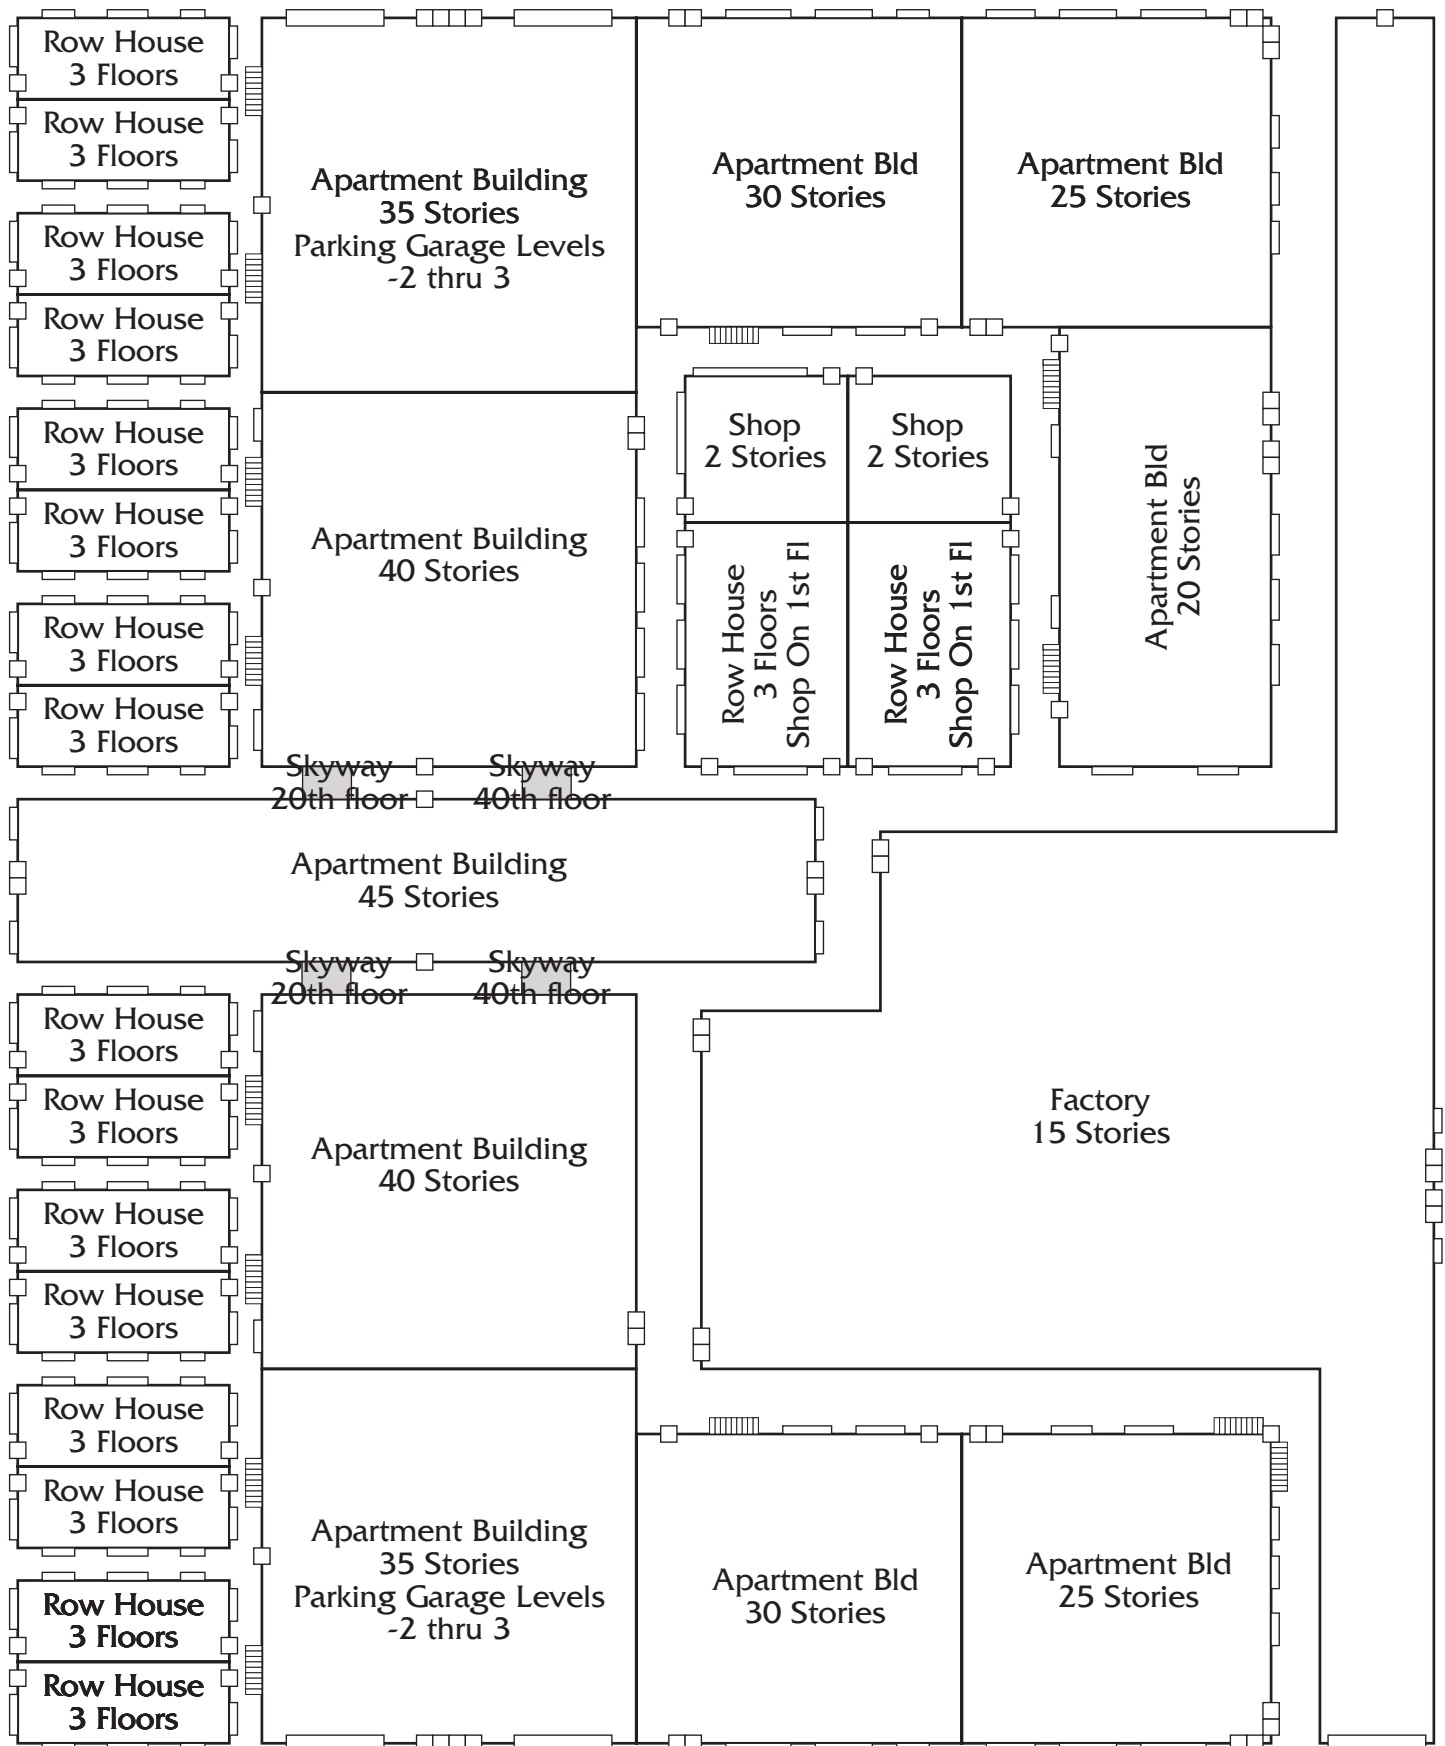 Row House
3 Floors
Row House
3 Floors
Row House
3 Floors
Row House
3 Floors
Row House
3 Floors
Row House
3 Floors
Row House
3 Floors
Row House
3 Floors
Apartment Building
35 Stories
Parking Garage Levels
-2 thru 3
Apartment Bld
30 Stories
Apartment Bld
25 Stories
Apartment Building
40 Stories
Shop
2 Stories
Shop
2 Stories
Row House
3 Floors
Shop On 1st Fl
Row House
3 Floors
Shop On 1st Fl
Apartment Bld
20 Stories
Skyway
20th floor
Skyway
40th floor
Apartment Building
45 Stories
Skyway
20th floor
Skyway
40th floor
Row House
3 Floors
Row House
3 Floors
Row House
3 Floors
Row House
3 Floors
Row House
3 Floors
Row House
3 Floors
Row House
3 Floors
Row House
3 Floors
Apartment Building
40 Stories
Factory
15 Stories
Apartment Building
35 Stories
Parking Garage Levels
-2 thru 3
Apartment Bld
30 Stories
Apartment Bld
25 Stories